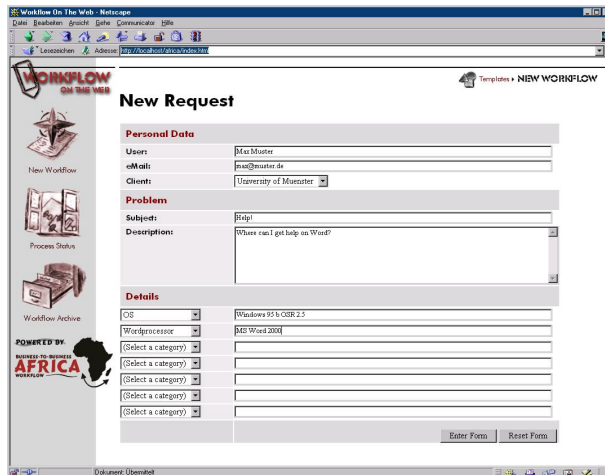 Workflow On The Web - Netscape
Datei Bearbeiten Ansicht Gehe Communicator Hilfe
Lesezeichen Adresse: http://localhost/africa/index.htm
WORKFLOW
ON THE WEB
Templates NEW WORKFLOW
New Request
Personal Data
User: Max Muster
eMail: max@muster.de
Client: University of Muenster
Problem
Subject: Help!
Description: Where can I get help on Word?
Details
OS Windows 95 b OSR 2.5
Wordprocessor MS Word 2000
(Select a category)
(Select a category)
(Select a category)
(Select a category)
(Select a category)
Enter Form Reset Form
New Workflow
Process Status
Workflow Archive
POWERED BY
BUSINESS-TO-BUSINESS
AFRICA
WORKFLOW
Dokument: Übermittelt